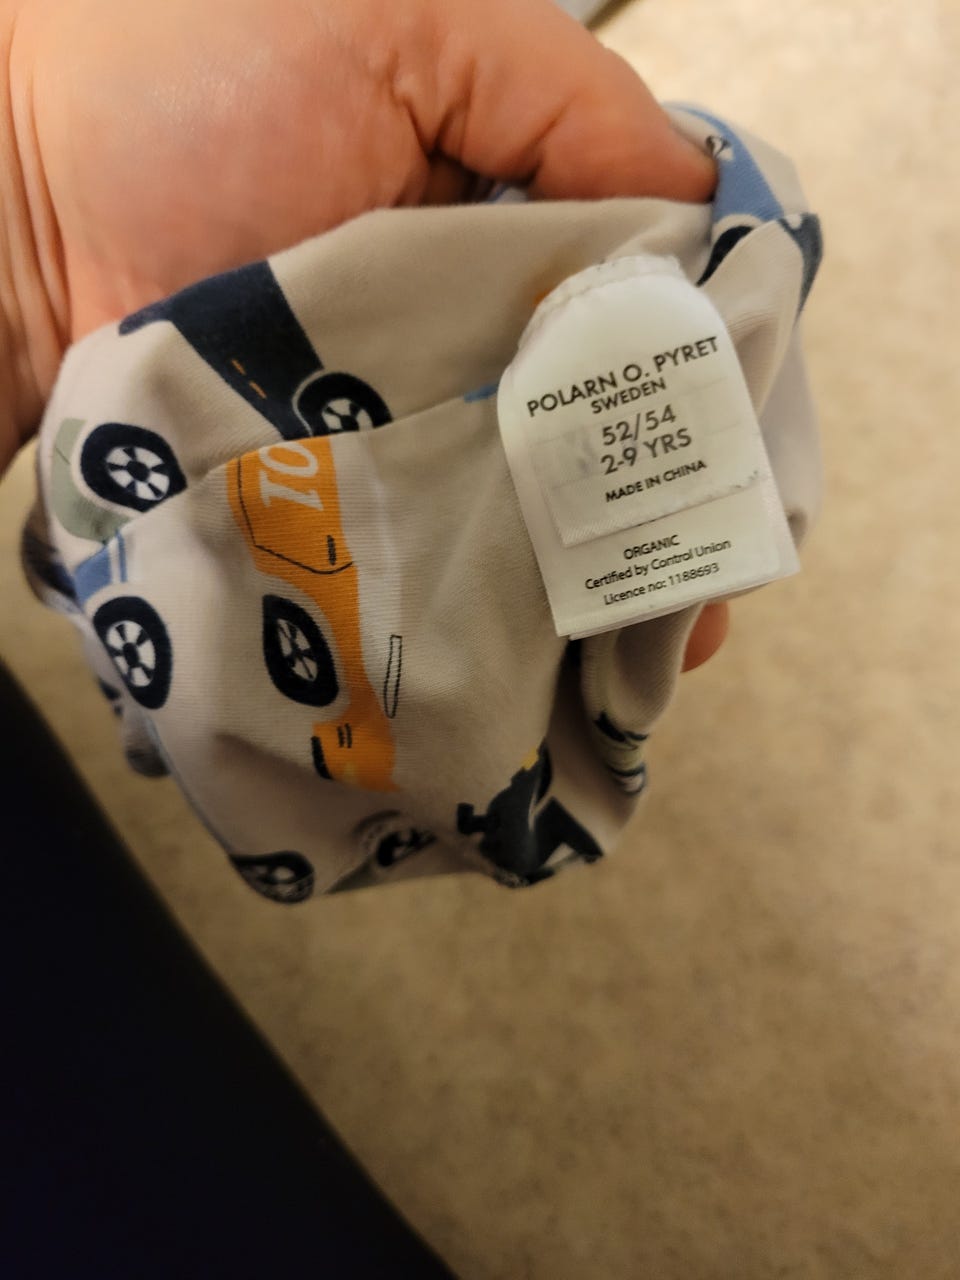 POLARN O. PYRET
SWEDEN
52/54
2-9 YRS
MADE IN CHINA
ORGANIC
Certified by Control Union
Licence no: 1188693
101